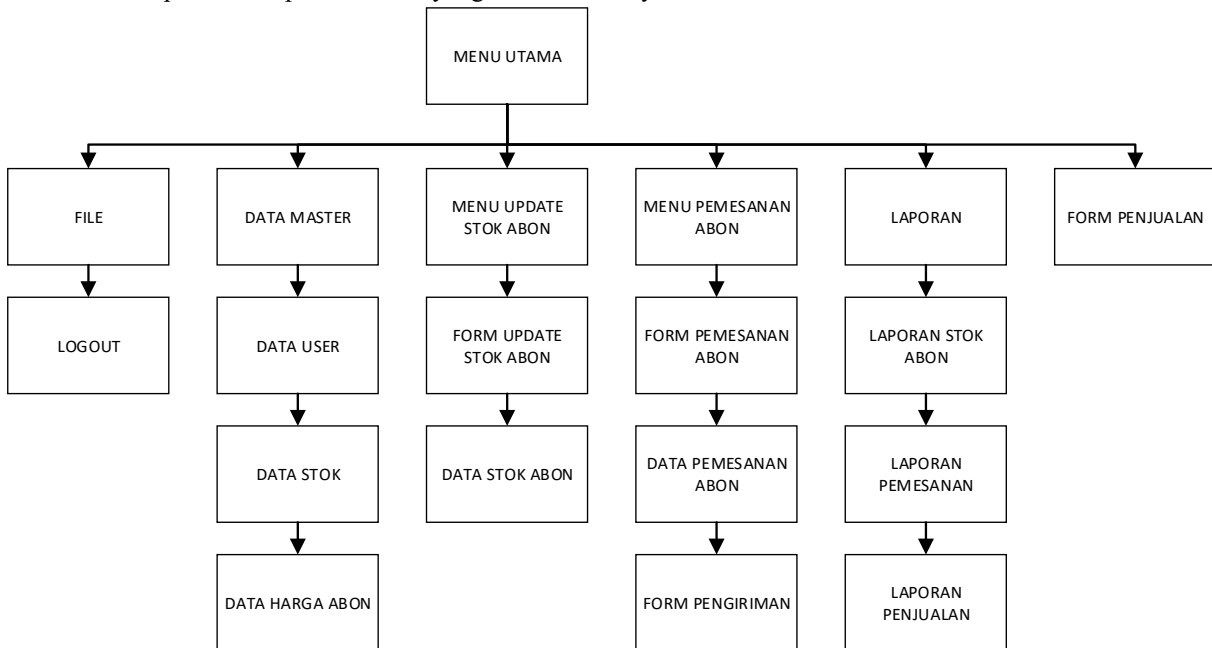 MENU UTAMA
FILE
DATA MASTER
MENU UPDATE
STOK ABON
MENU PEMESANAN
ABON
LAPORAN
FORM PENJUALAN
LOGOUT
DATA USER
FORM UPDATE
STOK ABON
FORM PEMESANAN
ABON
LAPORAN STOK
ABON
DATA STOK
DATA STOK ABON
DATA PEMESANAN
ABON
LAPORAN
PEMESANAN
DATA HARGA ABON
FORM PENGIRIMAN
LAPORAN
PENJUALAN